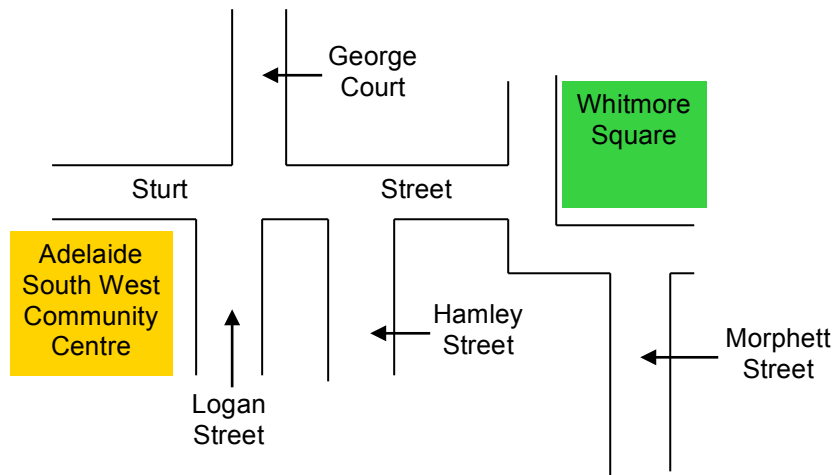 George
Court
Whitmore
Square
Sturt
Street
Adelaide
South West
Community
Centre
Hamley
Street
Morphett
Street
Logan
Street